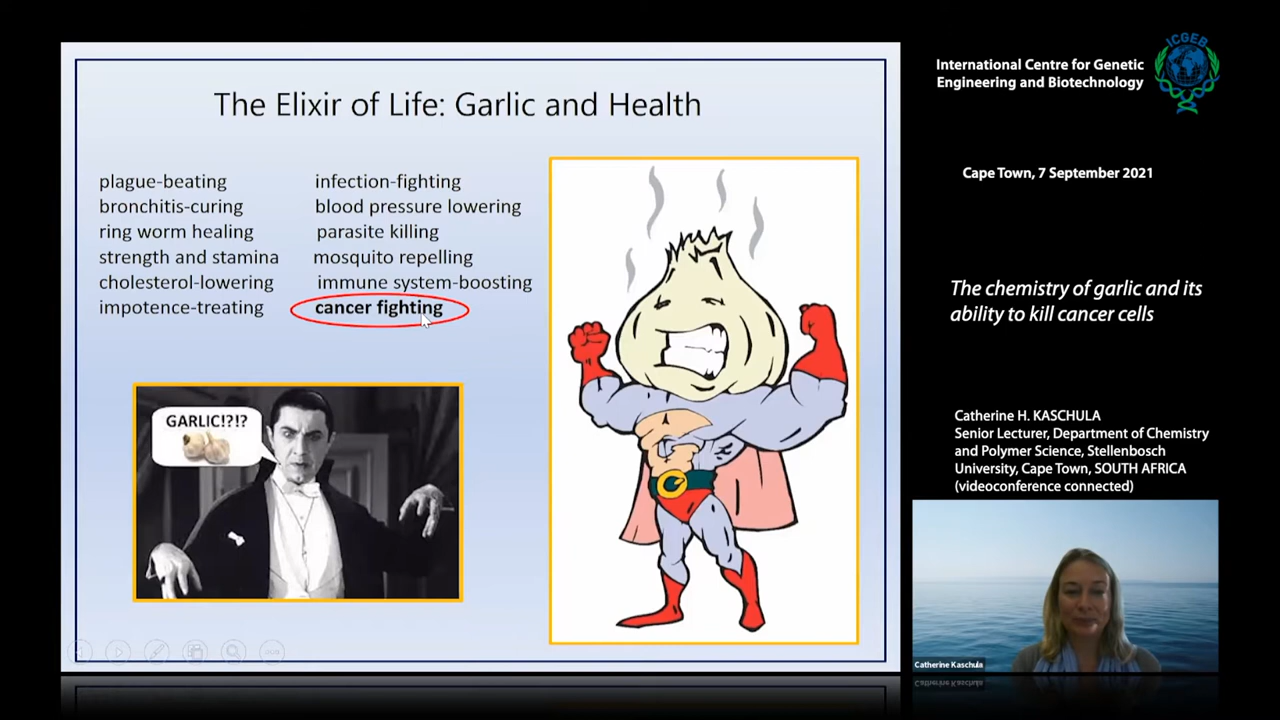 The Elixir of Life: Garlic and Health
plague-beating
bronchitis-curing
ring worm healing
strength and stamina
cholesterol-lowering
impotence-treating
infection-fighting
blood pressure lowering
parasite killing
mosquito repelling
immune system-boosting
cancer fighting
GARLIC!?!?
G
International Centre for Genetic
Engineering and Biotechnology
ICGEB
Cape Town, 7 September 2021
The chemistry of garlic and its
ability to kill cancer cells
Catherine H. KASCHULA
Senior Lecturer, Department of Chemistry
and Polymer Science, Stellenbosch
University, Cape Town, SOUTH AFRICA
(videoconference connected)
Catherine Kaschula